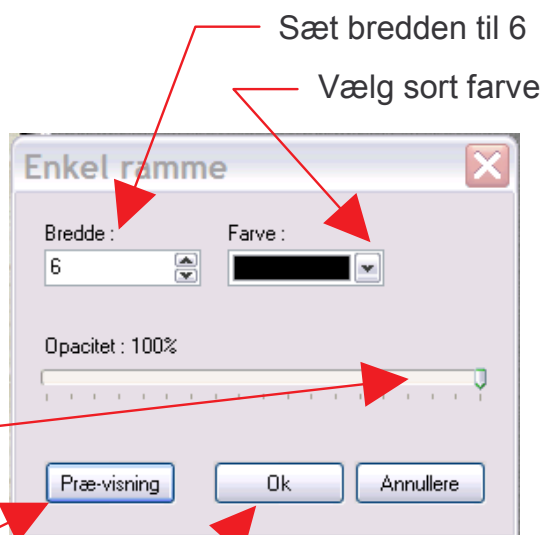 Sæt bredden til 6
Vælg sort farve
Enkel ramme
Bredde : Farve :
6
Opacitet : 100%
Præ-visning Ok Annullere